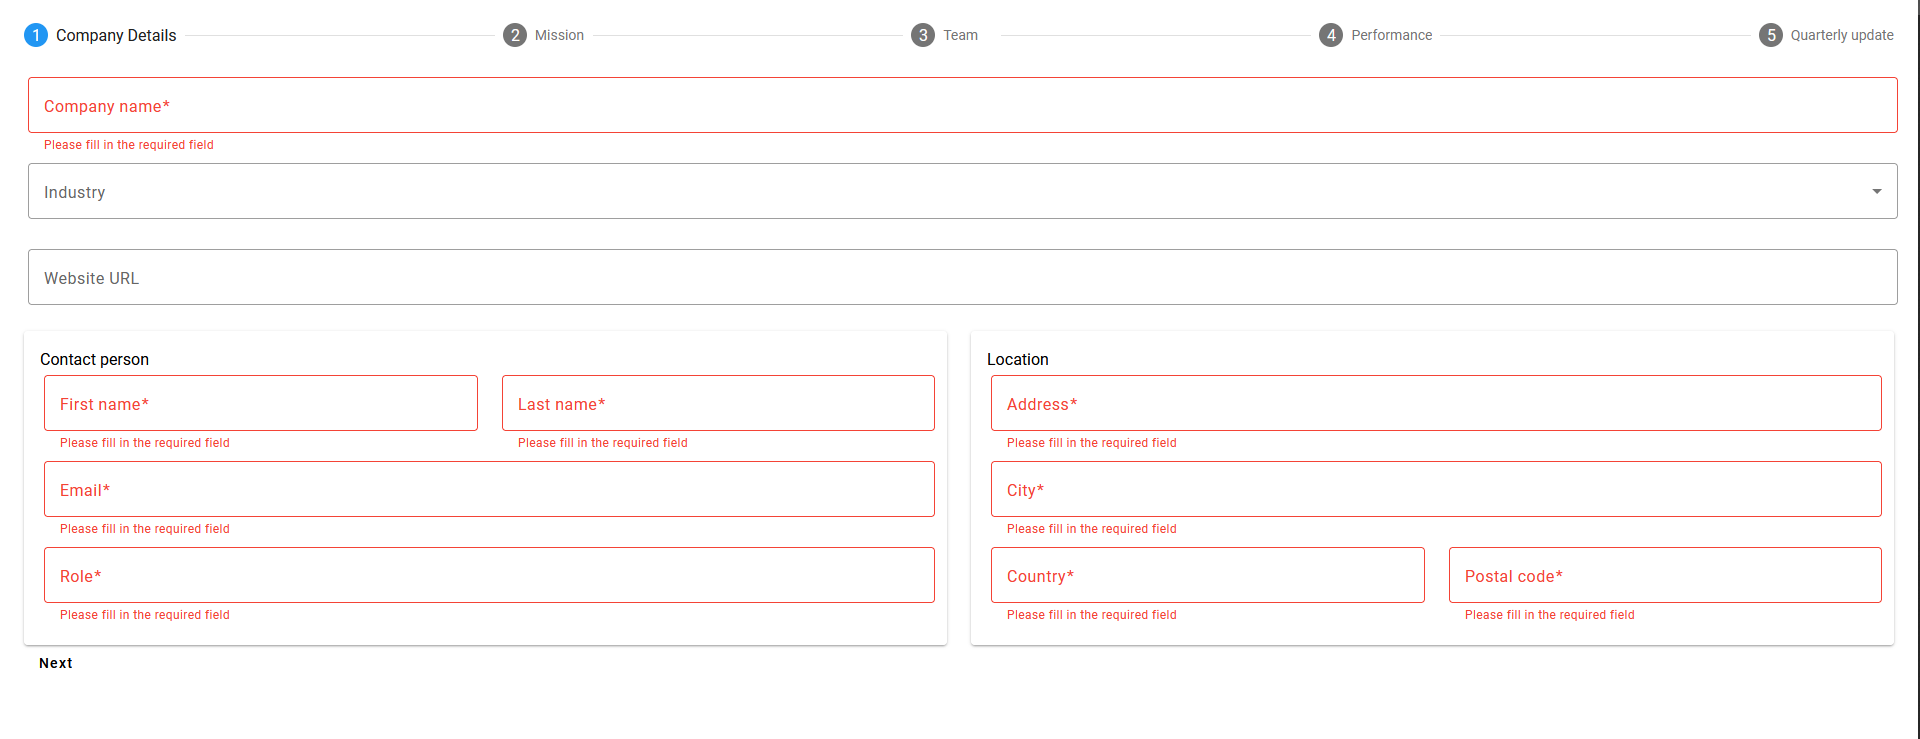 1 Company Details 2 Mission 3 Team 4 Performance 5 Quarterly update
Company name*
Please fill in the required field
Industry
Website URL
Contact person
First name* Last name*
Please fill in the required field Please fill in the required field
Email*
Please fill in the required field
Role*
Please fill in the required field
Location
Address*
Please fill in the required field
City*
Please fill in the required field
Country* Postal code*
Please fill in the required field Please fill in the required field
Next